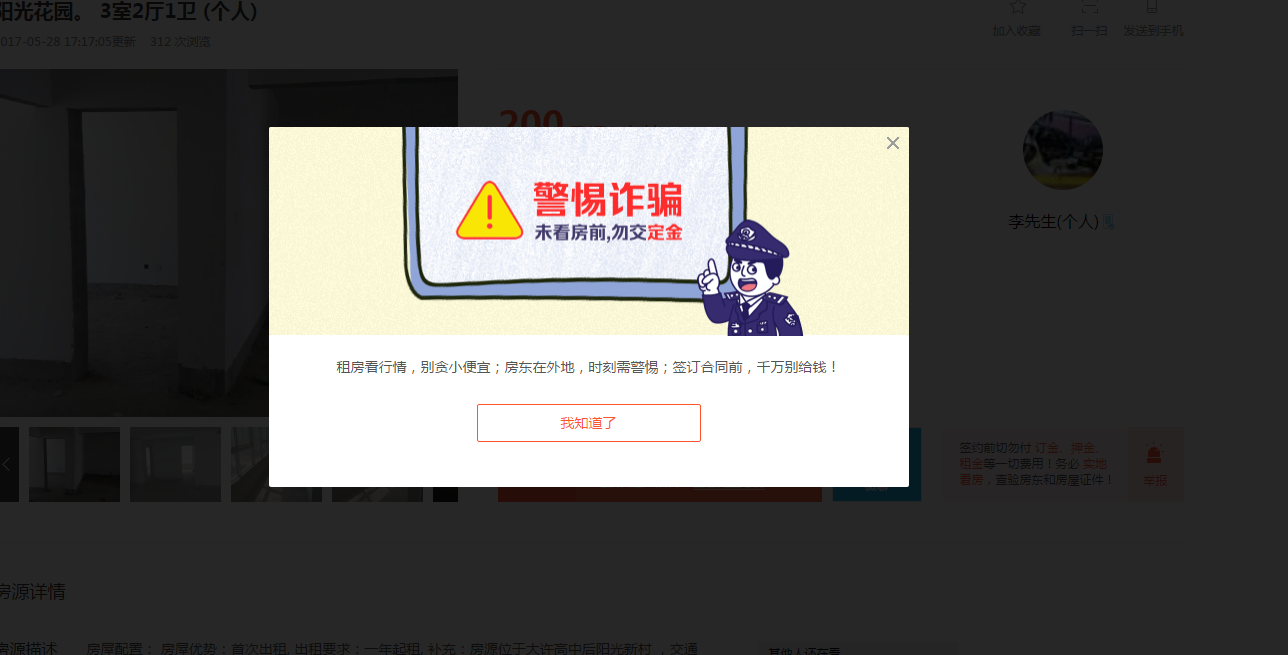 阳光花园。 3室2厅1卫 (个人)
017-05-28 17:17:05更新 312 次浏览
加入收藏 扫一扫 发送到手机
200
警惕诈骗
未看房前,勿交定金
李先生(个人)
租房看行情，别贪小便宜；房东在外地，时刻需警惕；签订合同前，千万别给钱！
我知道了
签约前切勿付 订金、押金、
租金等一切费用！务必 实地
看房，查验房东和房屋证件！
举报
房源详情
房源描述 房屋配置； 房屋优势；首次出租, 出租要求；一年起租, 补充；房源位于大许高中后阳光新村 ，交通
其他人还在看